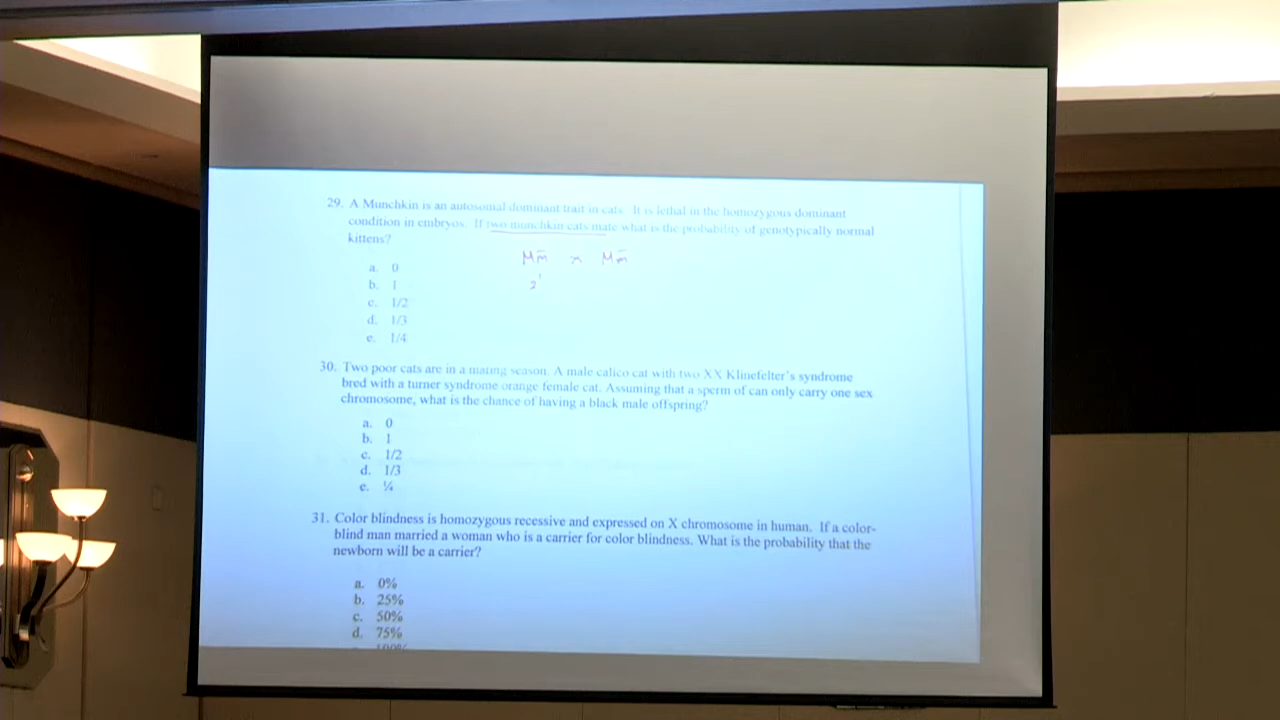 29. A Munchkin is an autosomal dominant trait in cats. It is lethal in the homozygous dominant
condition in embryos. If two munchkin cats mate what is the probability of genotypically normal
kittens?
Mm x Mm
a. 0
2'
b. 1
c. 1/2
d. 1/3
e. 1/4
30. Two poor cats are in a mating season. A male calico cat with two XX Klinefelter's syndrome
bred with a turner syndrome orange female cat. Assuming that a sperm of can only carry one sex
chromosome, what is the chance of having a black male offspring?
a. 0
b. 1
c. 1/2
d. 1/3
e. ¼
31. Color blindness is homozygous recessive and expressed on X chromosome in human. If a color-
blind man married a woman who is a carrier for color blindness. What is the probability that the
newborn will be a carrier?
a. 0%
b. 25%
c. 50%
d. 75%
100%